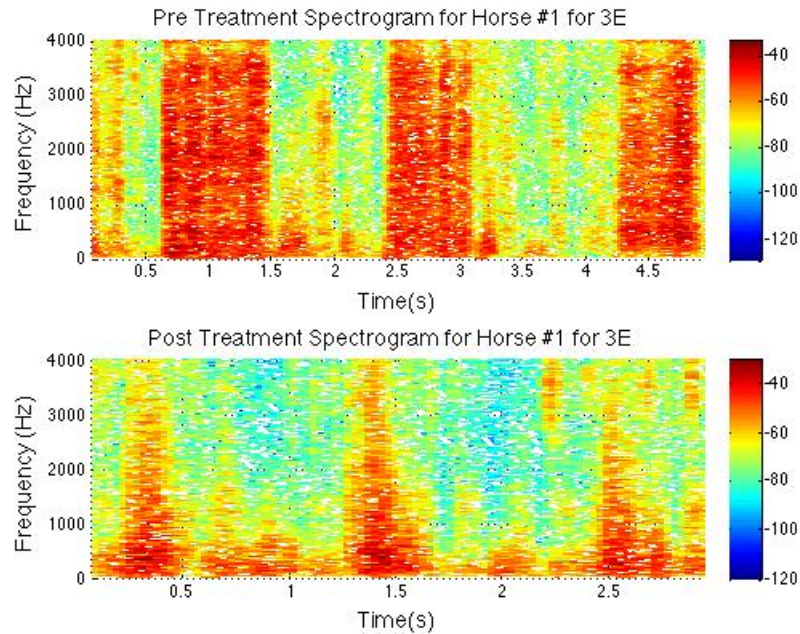 Pre Treatment Spectrogram for Horse #1 for 3E
Frequency (Hz)
4000
3000
2000
1000
0
0.5 1 1.5 2 2.5 3 3.5 4 4.5
Time(s)
-40
-60
-80
-100
-120
Post Treatment Spectrogram for Horse #1 for 3E
Frequency (Hz)
4000
3000
2000
1000
0
0.5 1 1.5 2 2.5
Time(s)
-40
-60
-80
-100
-120